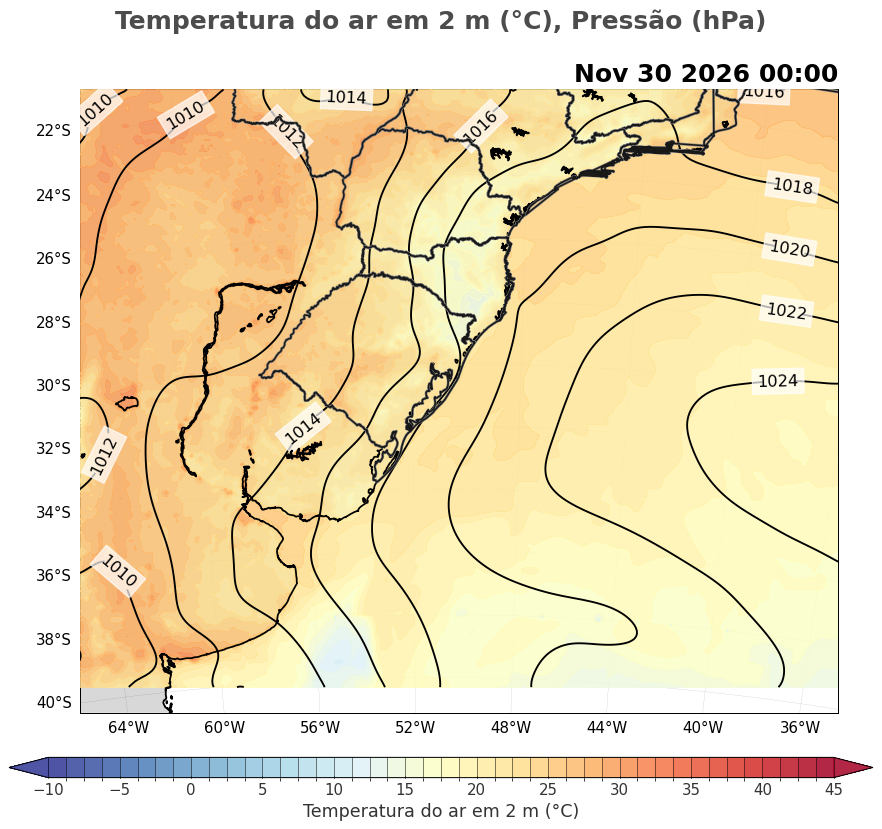 Temperatura do ar em 2 m (°C), Pressão (hPa)
Nov 30 2026 00:00
1010
1010
1014
1012
1016
1016
1018
1020
1022
1024
1014
1012
1010
22°S
24°S
26°S
28°S
30°S
32°S
34°S
36°S
38°S
40°S
64°W 60°W 56°W 52°W 48°W 44°W 40°W 36°W
−10 −5 0 5 10 15 20 25 30 35 40 45
Temperatura do ar em 2 m (°C)